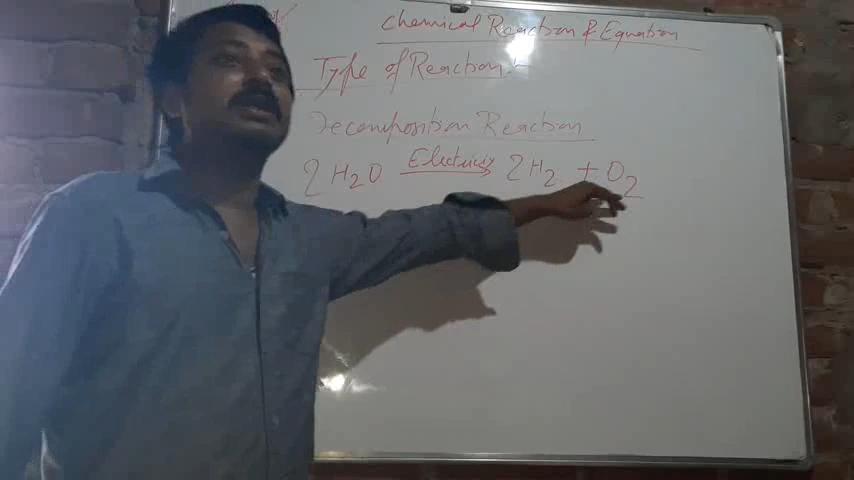 Chemical Reaction & Equation
Type of Reaction:-
Decomposition Reaction
2H₂O Electricity → 2H₂ + O₂